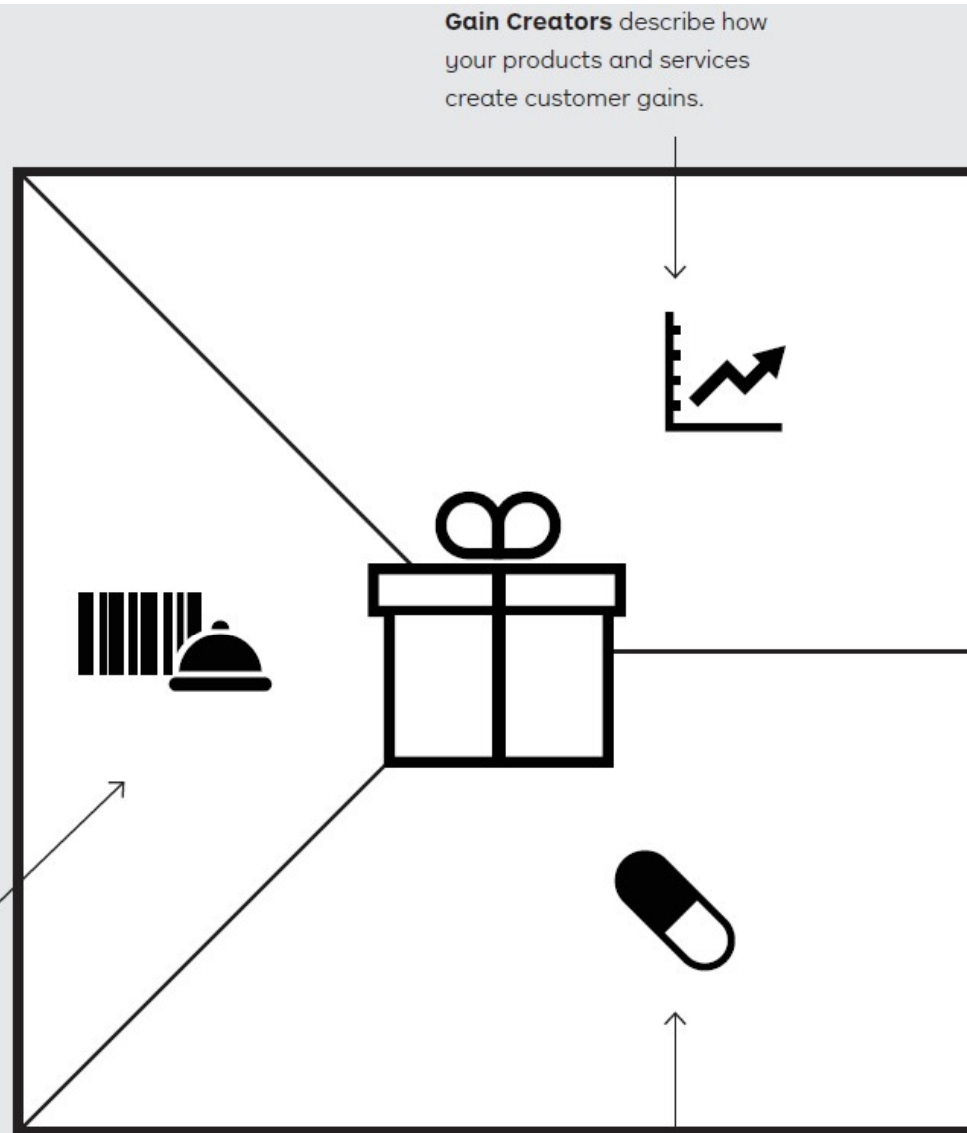 Gain Creators describe how
your products and services
create customer gains.